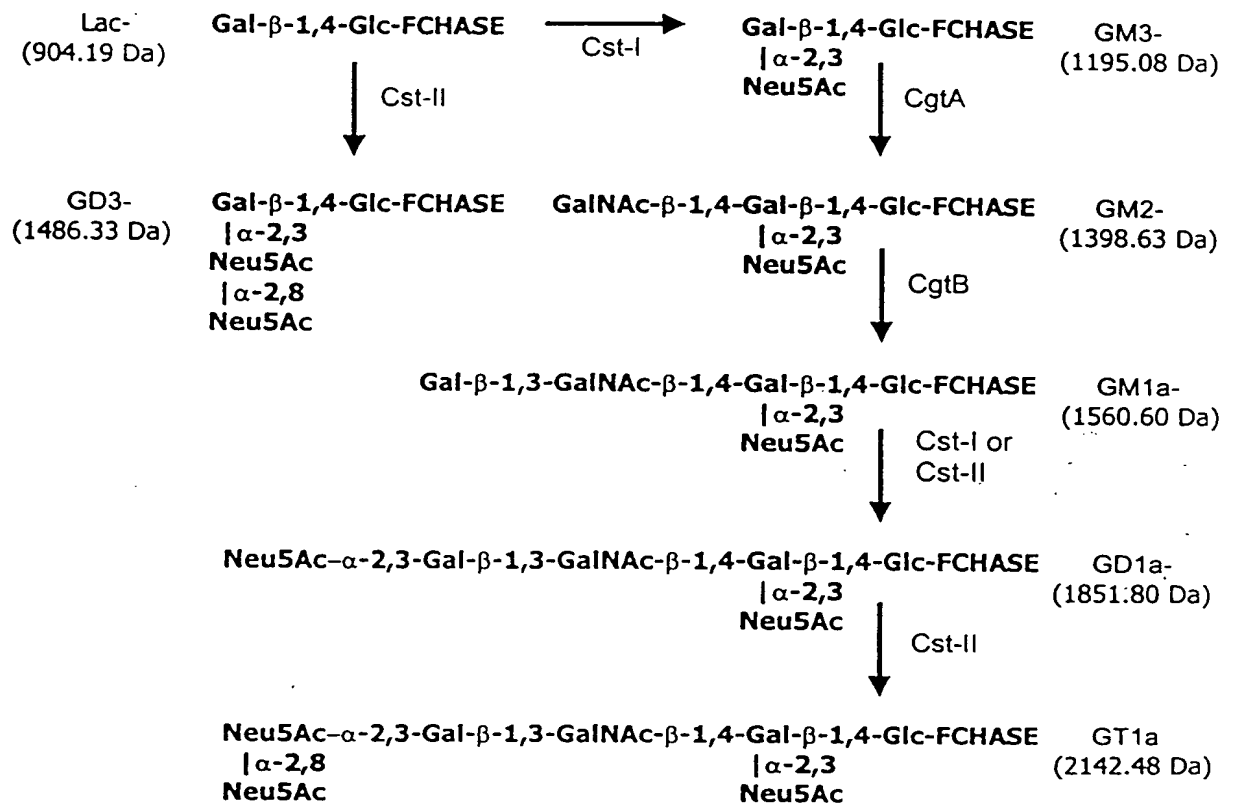 Lac-
(904.19 Da)
Gal-β-1,4-Glc-FCHASE
Cst-I
Gal-β-1,4-Glc-FCHASE
|α-2,3
Neu5Ac
GM3-
(1195.08 Da)
Cst-II
CgtA
GD3-
(1486.33 Da)
Gal-β-1,4-Glc-FCHASE
|α-2,3
Neu5Ac
|α-2,8
Neu5Ac
GalNAc-β-1,4-Gal-β-1,4-Glc-FCHASE
|α-2,3
Neu5Ac
GM2-
(1398.63 Da)
CgtB
Gal-β-1,3-GalNAc-β-1,4-Gal-β-1,4-Glc-FCHASE
|α-2,3
Neu5Ac
GM1a-
(1560.60 Da)
Cst-I or
Cst-II
Neu5Ac-α-2,3-Gal-β-1,3-GalNAc-β-1,4-Gal-β-1,4-Glc-FCHASE
|α-2,3
Neu5Ac
GD1a-
(1851.80 Da)
Cst-II
Neu5Ac-α-2,3-Gal-β-1,3-GalNAc-β-1,4-Gal-β-1,4-Glc-FCHASE
|α-2,8
Neu5Ac
|α-2,3
Neu5Ac
GT1a
(2142.48 Da)